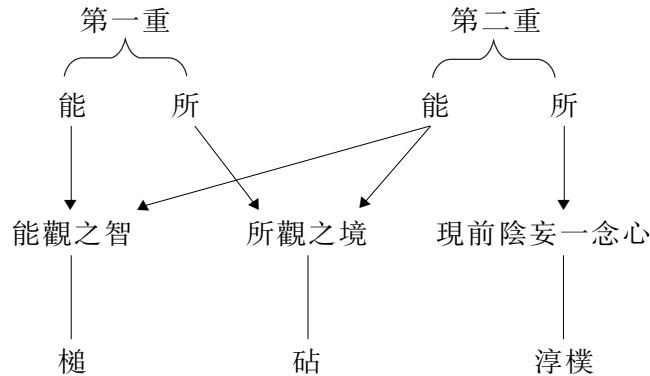 第一重 第二重
能 所 能 所
能觀之智 所觀之境 現前陰妄一念心
槌 砧 淳樸